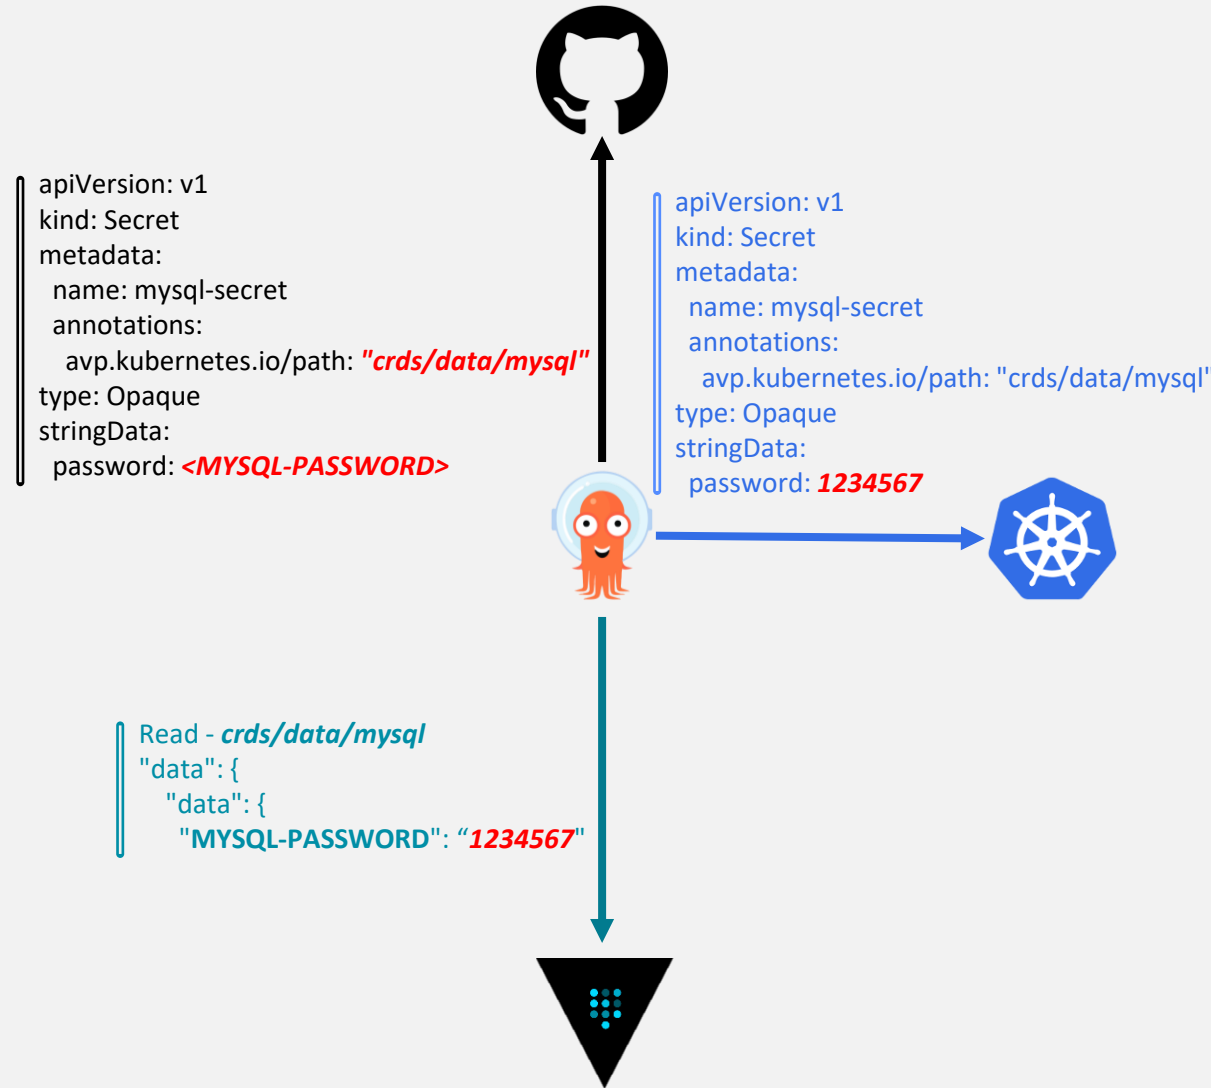 apiVersion: v1
kind: Secret
metadata:
  name: mysql-secret
  annotations:
    avp.kubernetes.io/path: "crds/data/mysql"
type: Opaque
stringData:
  password: <MYSQL-PASSWORD>
apiVersion: v1
kind: Secret
metadata:
  name: mysql-secret
  annotations:
    avp.kubernetes.io/path: "crds/data/mysql"
type: Opaque
stringData:
  password: 1234567
Read - crds/data/mysql
"data": {
  "data": {
    "MYSQL-PASSWORD": “1234567"